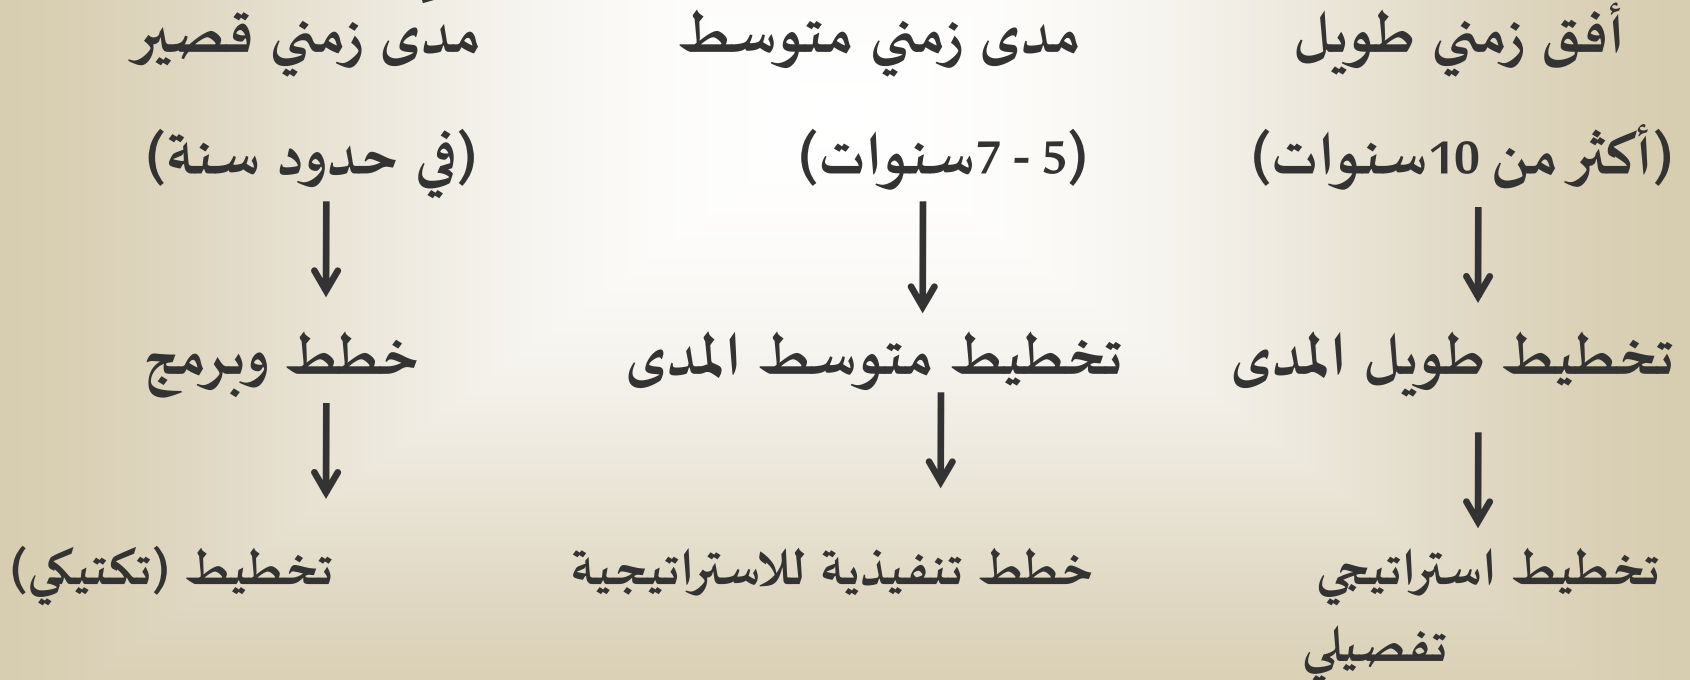 أفق زمني طويل
(أكثر من 10سنوات)
تخطيط طويل المدى
تخطيط استراتيجي
تفصيلي
مدى زمني متوسط
(5 - 7سنوات)
تخطيط متوسط المدى
خطط تنفيذية للاستراتيجية
مدى زمني قصير
(في حدود سنة)
خطط وبرمج
تخطيط (تكتيكي)